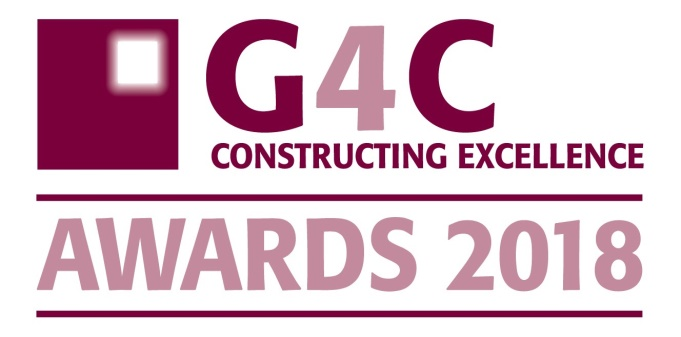 G4C
CONSTRUCTING EXCELLENCE
AWARDS 2018